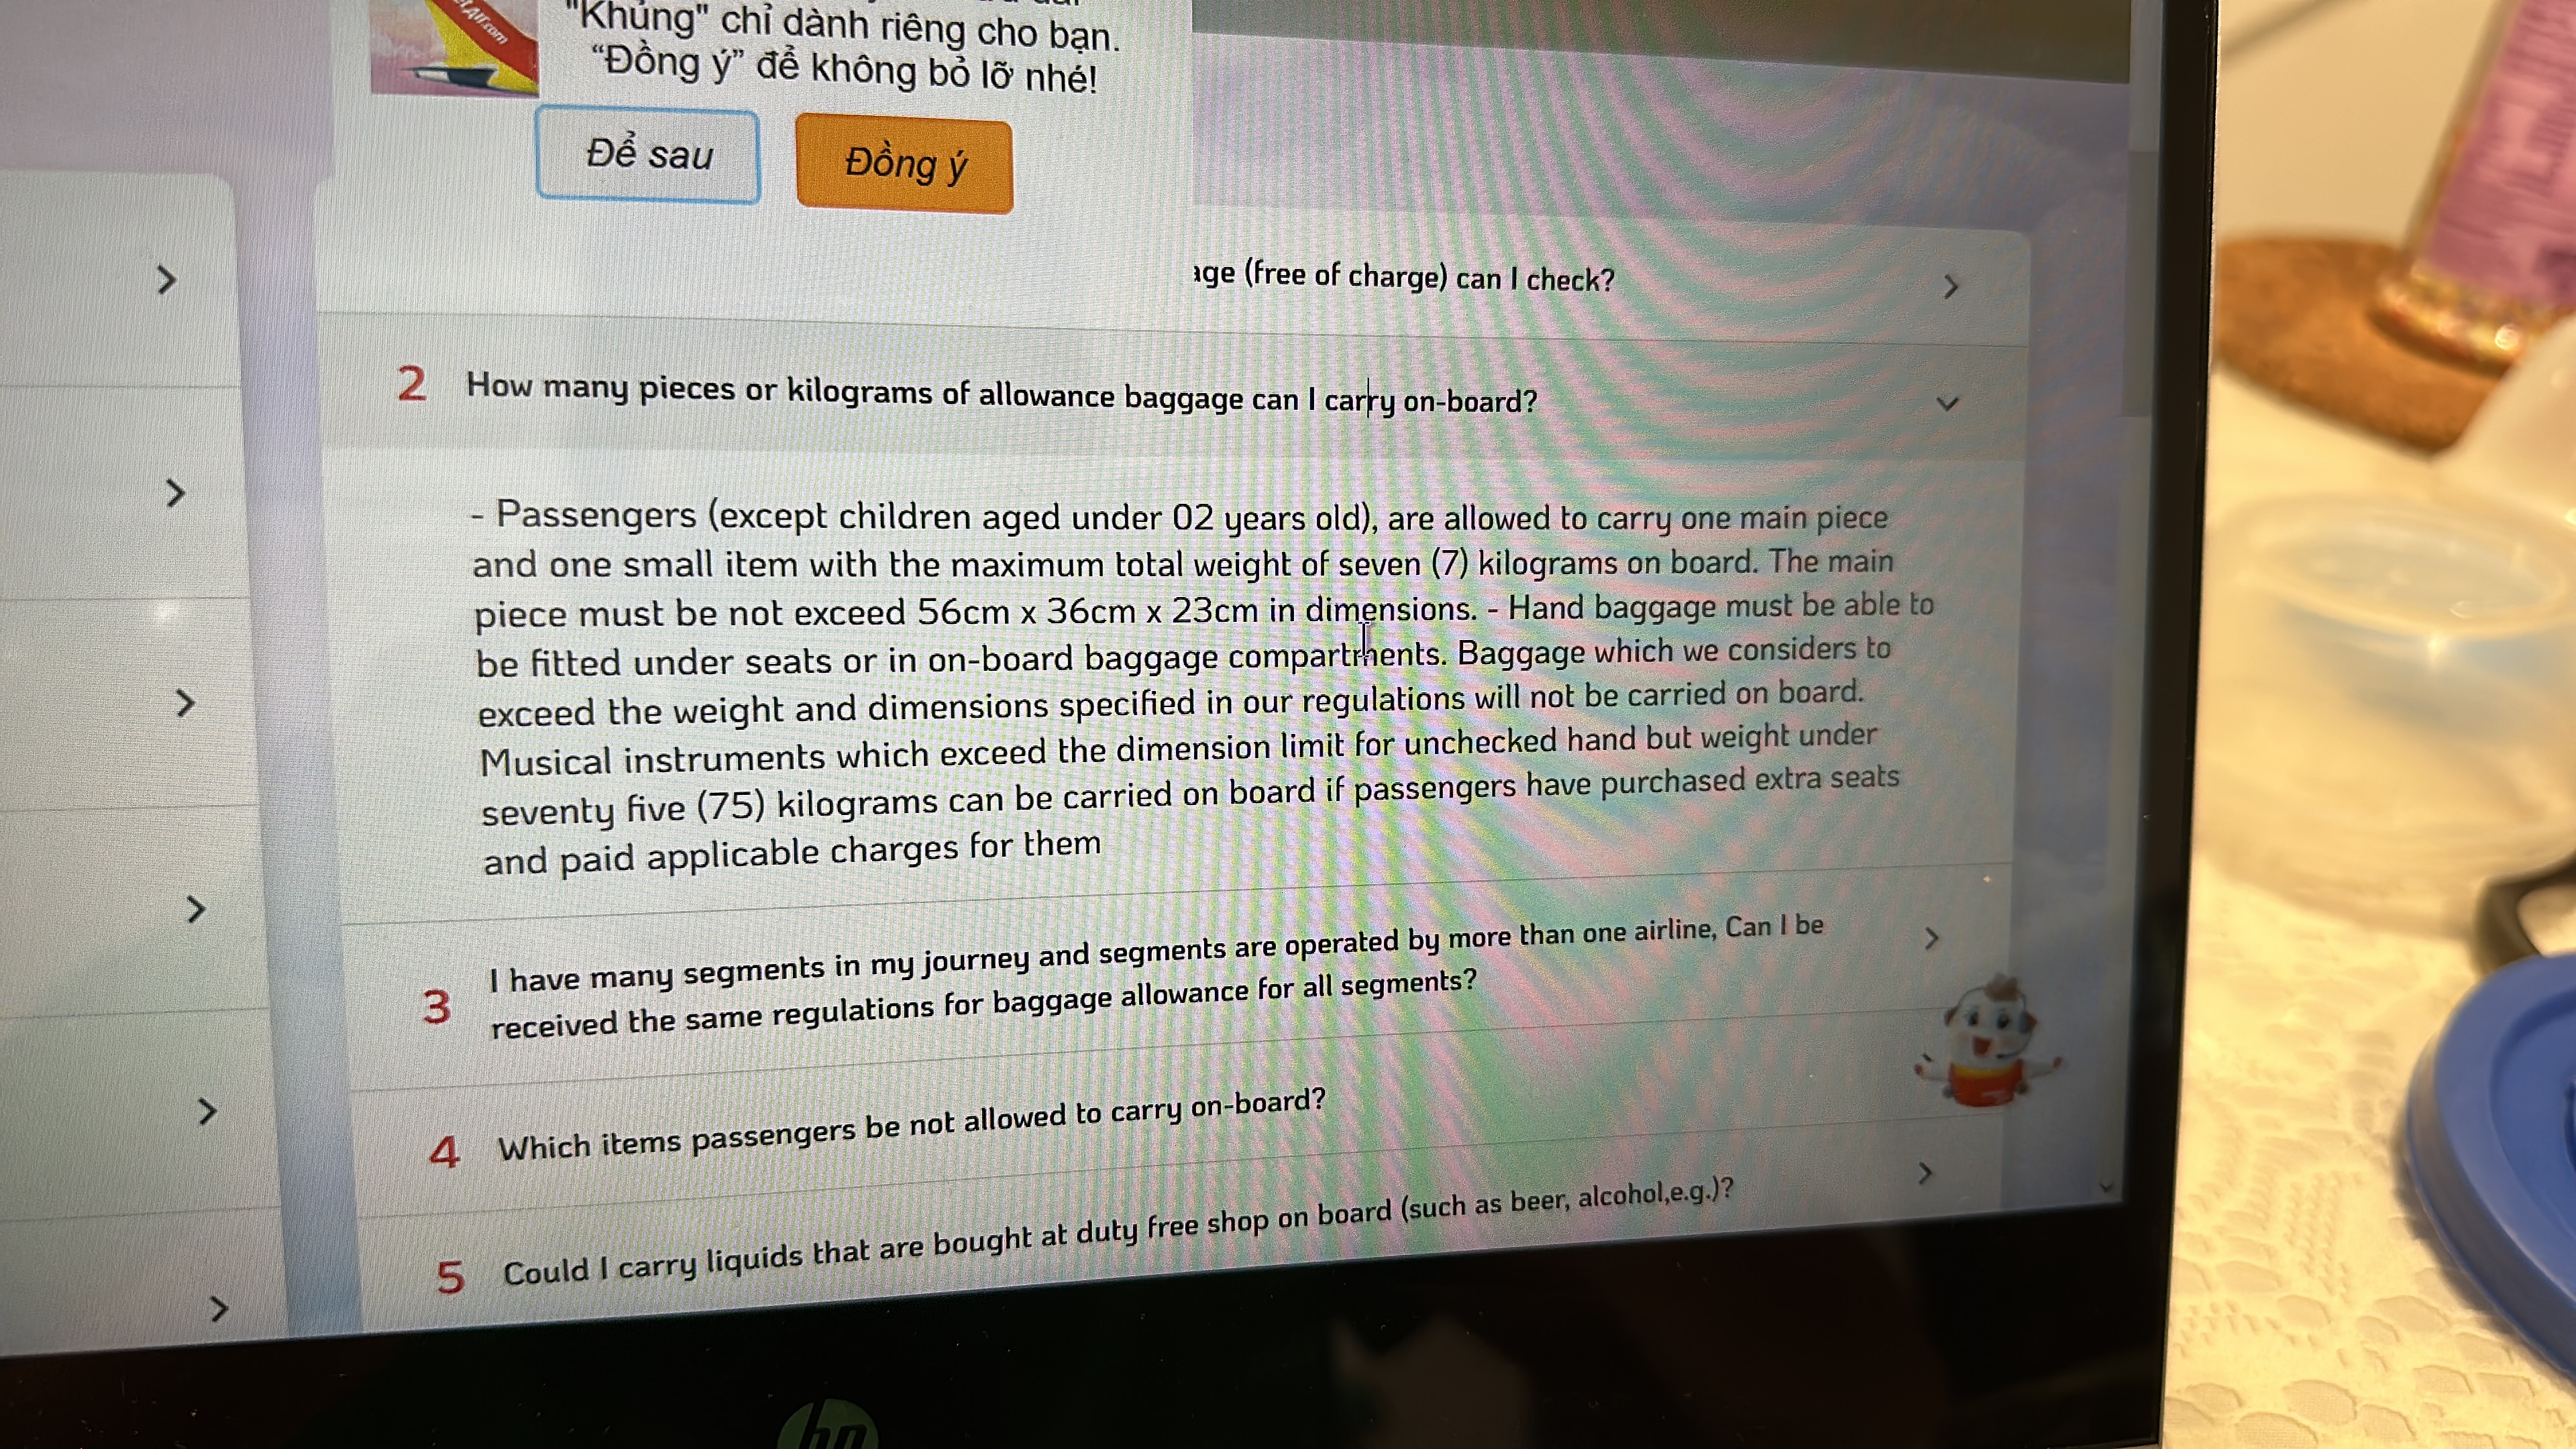 "Khủng" chỉ dành riêng cho bạn.
“Đồng ý” để không bỏ lỡ nhé!
Để sau
Đồng ý
(free of charge) can I check?
2 How many pieces or kilograms of allowance baggage can I carry on-board?
- Passengers (except children aged under 02 years old), are allowed to carry one main piece
and one small item with the maximum total weight of seven (7) kilograms on board. The main
piece must be not exceed 56cm x 36cm x 23cm in dimensions. - Hand baggage must be able to
be fitted under seats or in on-board baggage compartments. Baggage which we considers to
exceed the weight and dimensions specified in our regulations will not be carried on board.
Musical instruments which exceed the dimension limit for unchecked hand but weight under
seventy five (75) kilograms can be carried on board if passengers have purchased extra seats
and paid applicable charges for them
3 I have many segments in my journey and segments are operated by more than one airline, Can I be
received the same regulations for baggage allowance for all segments?
4 Which items passengers be not allowed to carry on-board?
5 Could I carry liquids that are bought at duty free shop on board (such as beer, alcohol,e.g.)?
hp